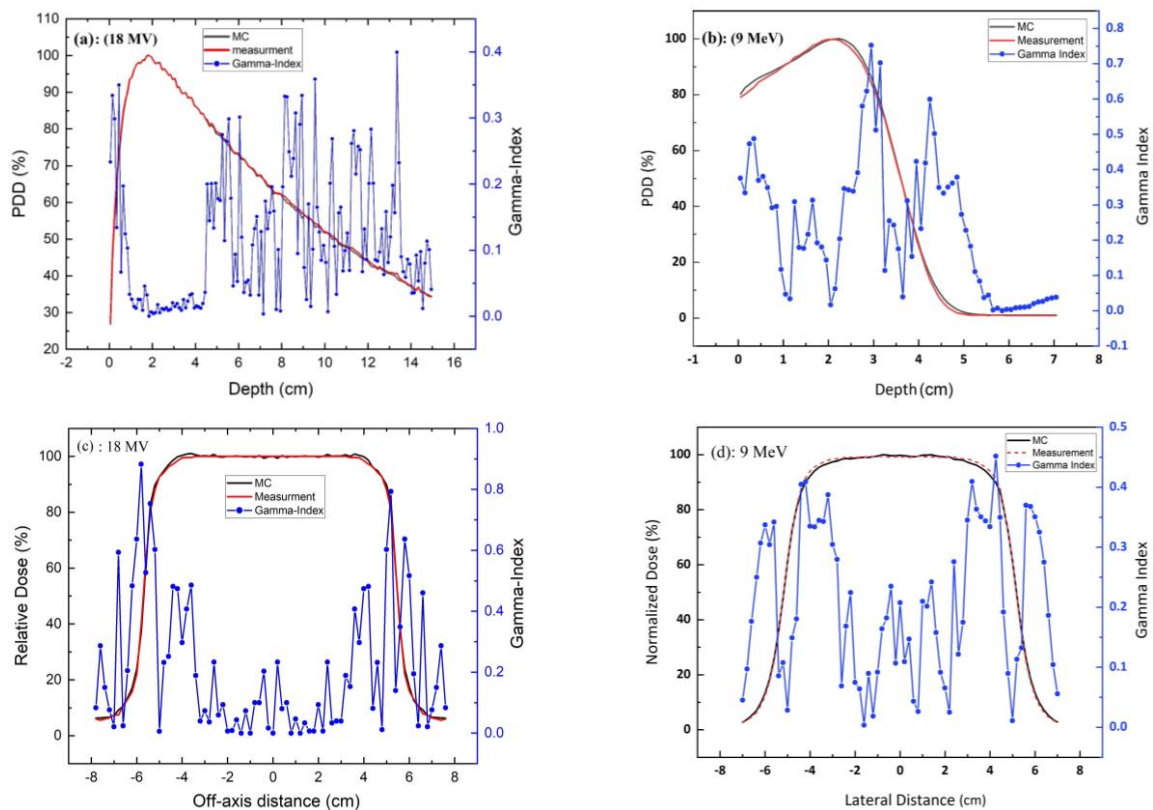 (a): (18 MV)
MC
measurment
Gamma-Index
110
100
90
80
70
60
50
40
30
20
PDD (%)
0.4
0.3
0.2
0.1
0.0
Gamma-Index
-2 0 2 4 6 8 10 12 14 16
Depth (cm)
(b): (9 MeV)
MC
Measurement
Gamma Index
100
80
60
40
20
0
PDD (%)
0.8
0.7
0.6
0.5
0.4
0.3
0.2
0.1
0.0
-0.1
Gamma Index
-1 0 1 2 3 4 5 6 7 8
Depth (cm)
(c) : 18 MV
MC
Measurment
Gamma-Index
100
80
60
40
20
0
Relative Dose (%)
1.0
0.8
0.6
0.4
0.2
0.0
Gamma-Index
-8 -6 -4 -2 0 2 4 6 8
Off-axis distance (cm)
(d): 9 MeV
MC
Measurement
Gamma Index
100
80
60
40
20
0
Normalized Dose (%)
0.5
0.4
0.3
0.2
0.1
0.0
Gamma Index
-8 -6 -4 -2 0 2 4 6 8
Lateral Distance (cm)